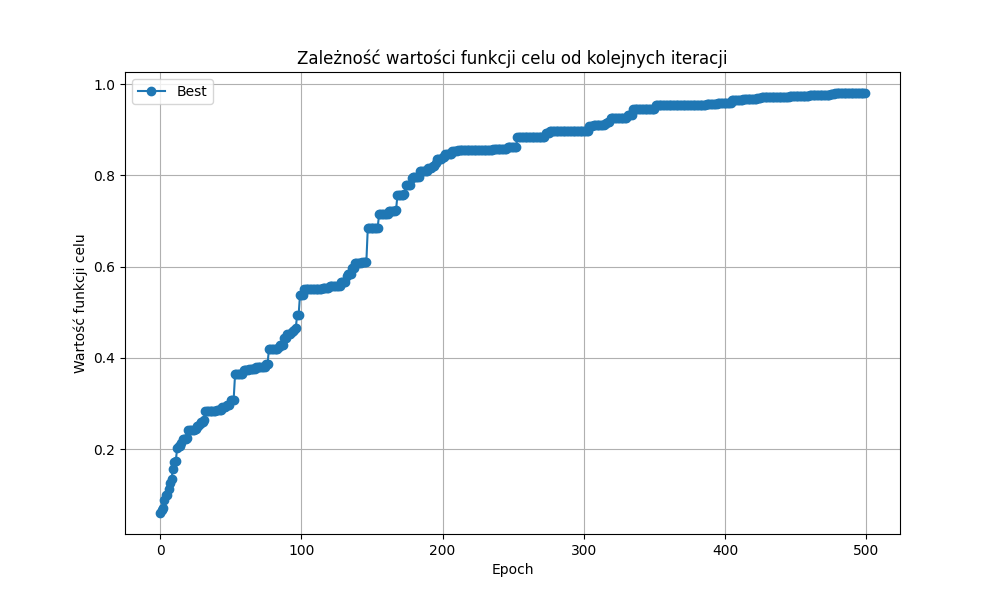 Zależność wartości funkcji celu od kolejnych iteracji
Best
Wartość funkcji celu
1.0
0.8
0.6
0.4
0.2
0
100
200
300
400
500
Epoch